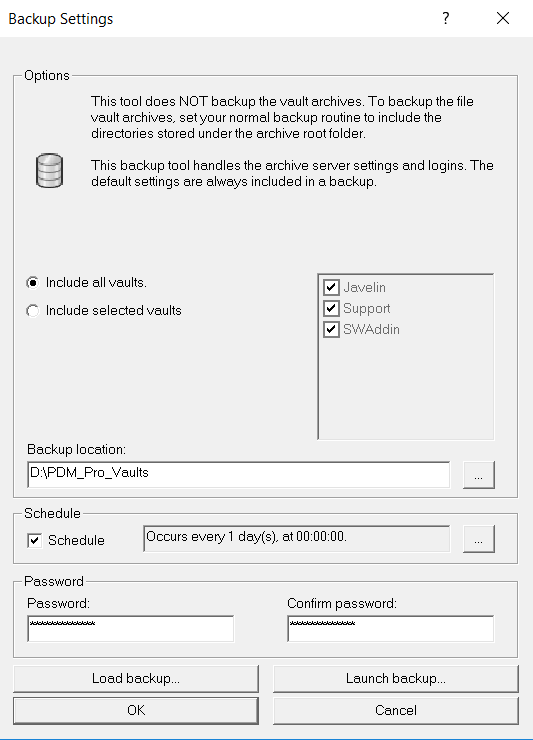 Backup Settings
?
Options
This tool does NOT backup the vault archives. To backup the file
vault archives, set your normal backup routine to include the
directories stored under the archive root folder.
This backup tool handles the archive server settings and logins. The
default settings are always included in a backup.
Include all vaults.
Include selected vaults
Javelin
Support
SWAddin
Backup location:
D:\PDM_Pro_Vaults
...
Schedule
Schedule
Occurs every 1 day(s), at 00:00:00.
...
Password
Password:
Confirm password:
**************
**************
Load backup...
Launch backup...
OK
Cancel